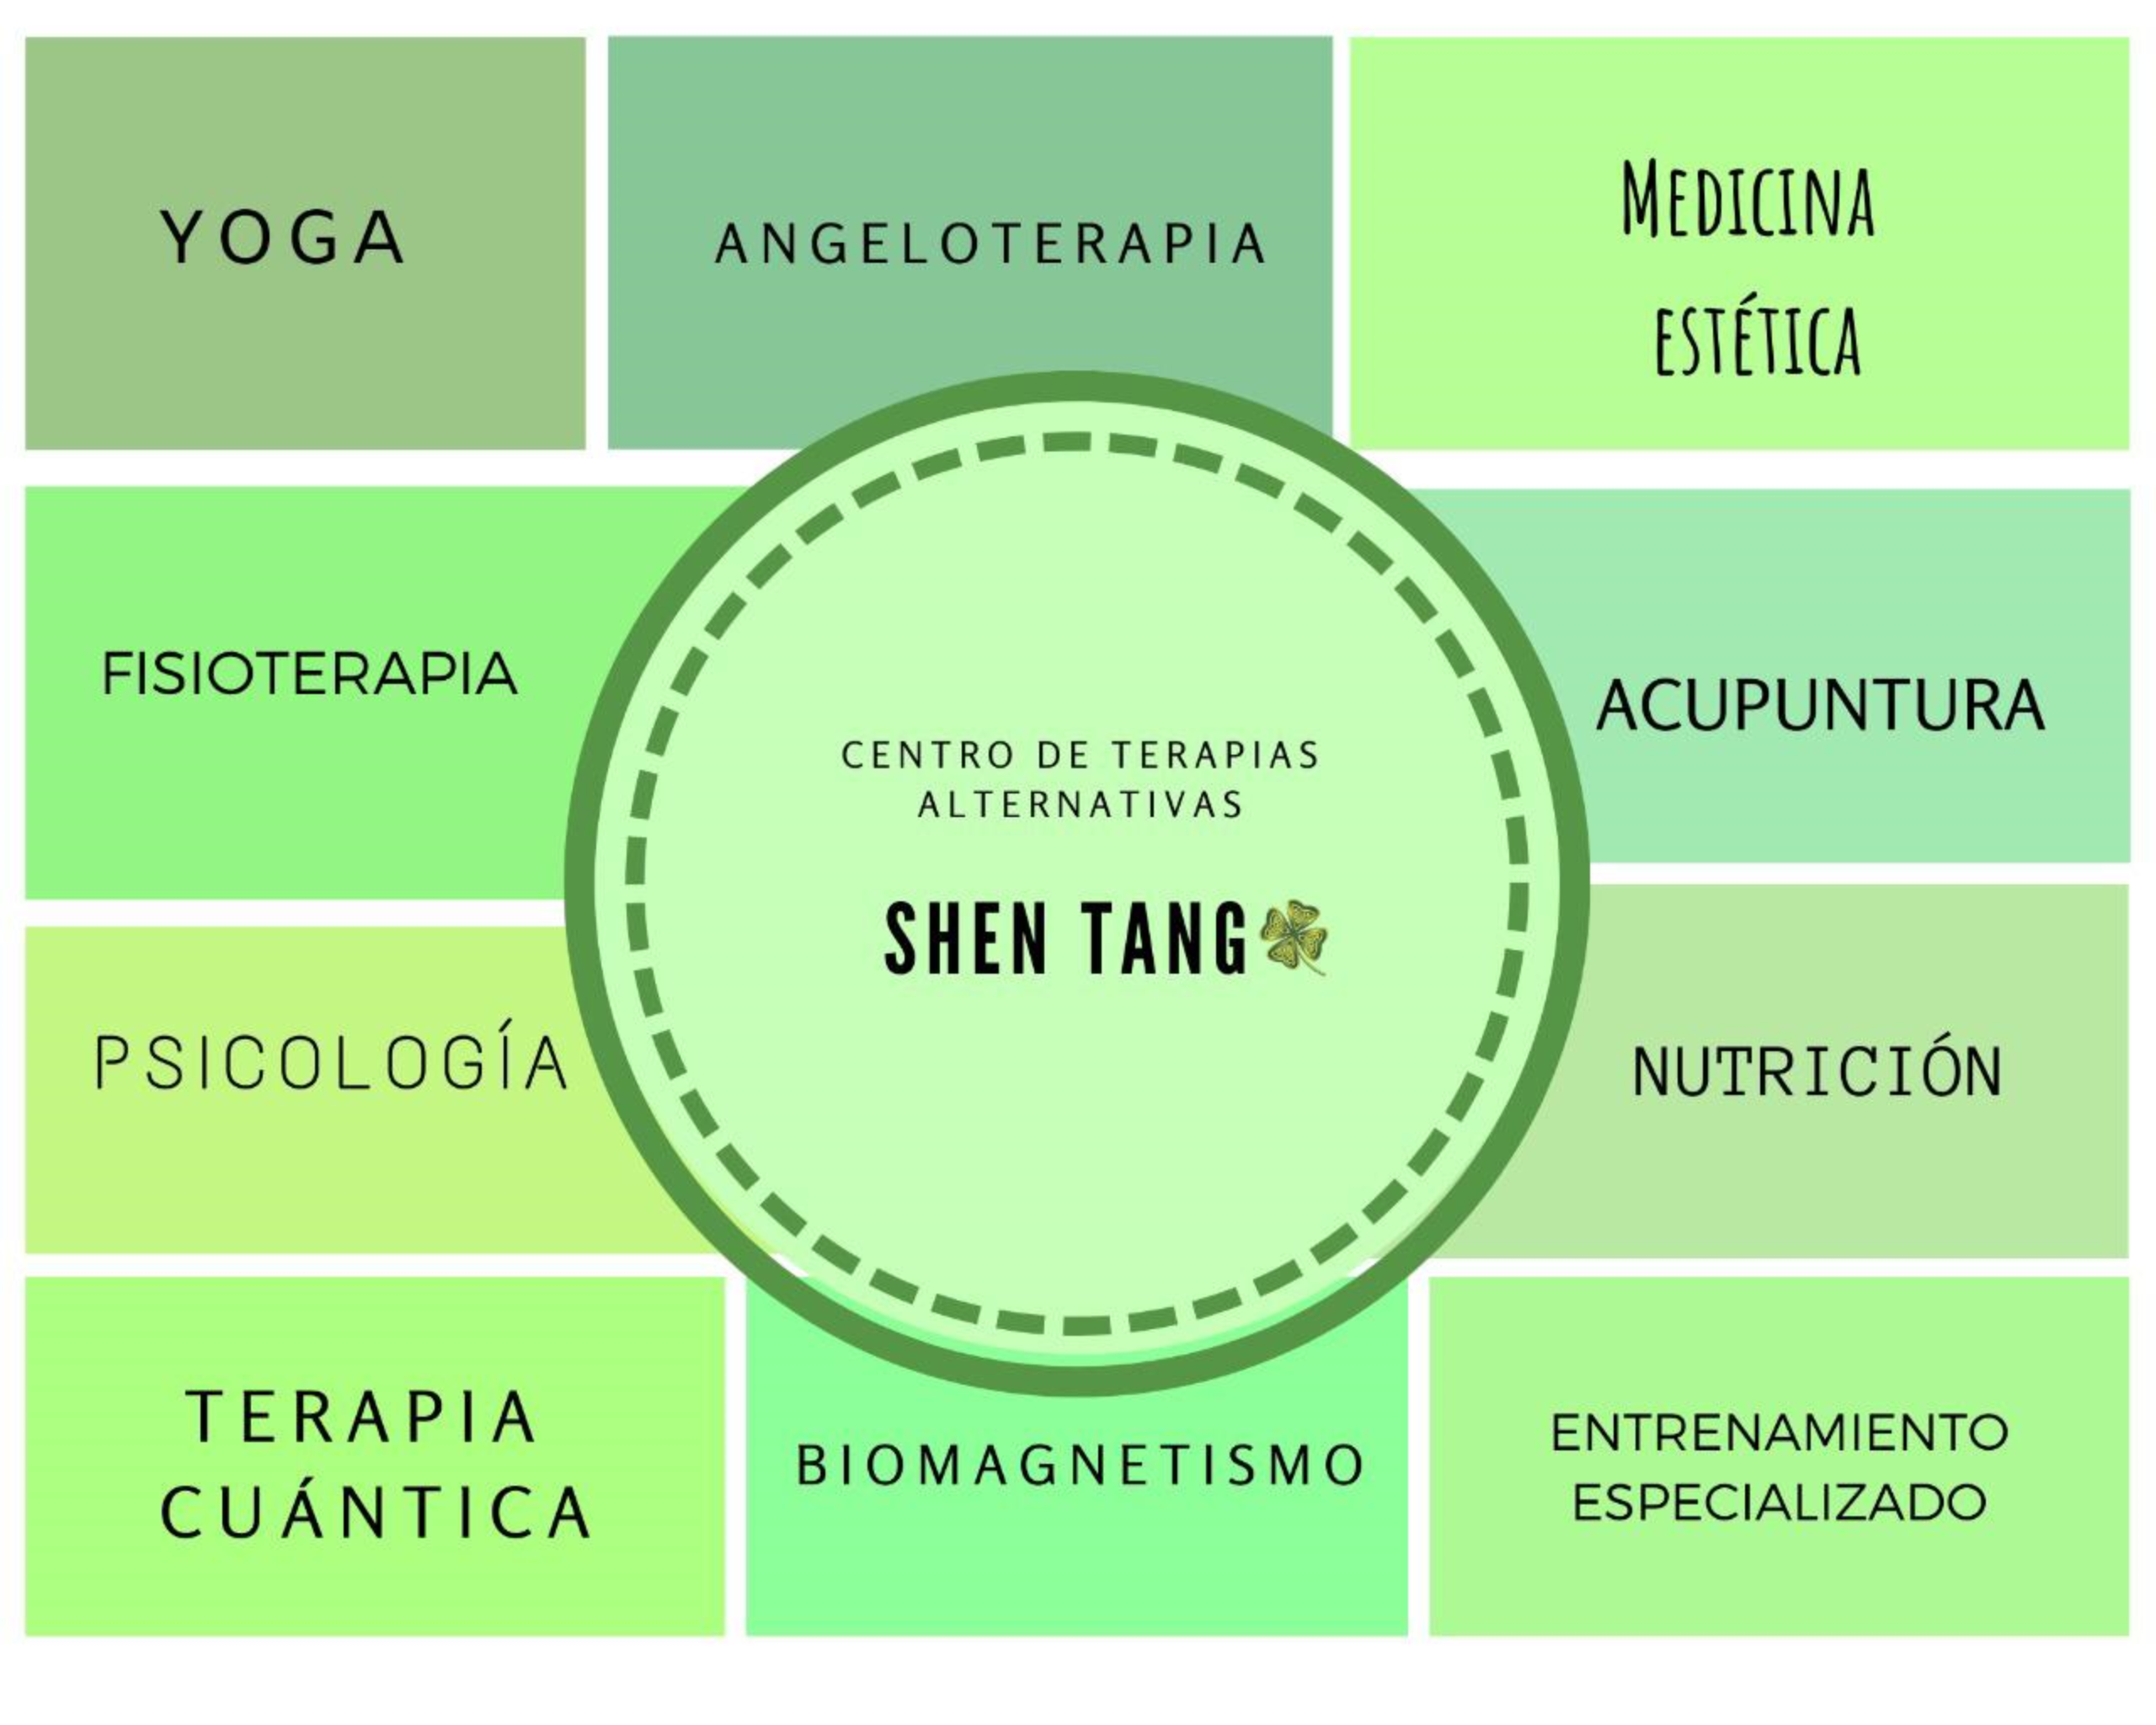 YOGA
ANGELOTERAPIA
MEDICINA
ESTÉTICA
FISIOTERAPIA
ACUPUNTURA
CENTRO DE TERAPIAS
ALTERNATIVAS
SHEN TANG
PSICOLOGÍA
NUTRICIÓN
TERAPIA
CUÁNTICA
BIOMAGNETISMO
ENTRENAMIENTO
ESPECIALIZADO